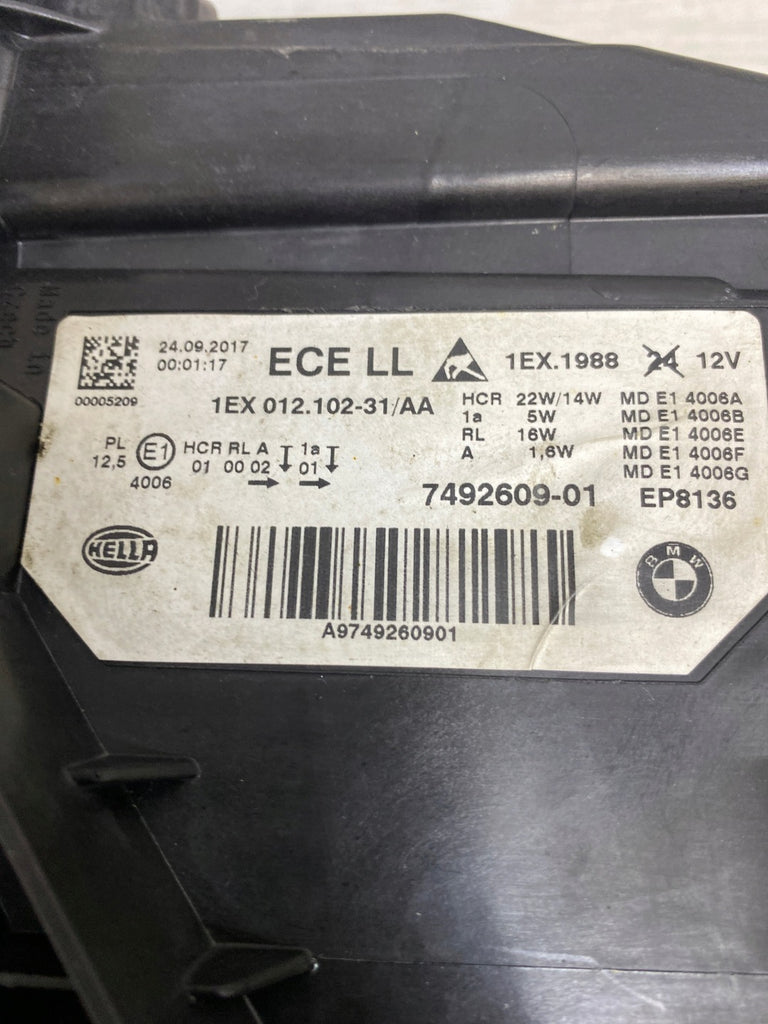 Made in
Czech
24.09.2017
00:01:17
ECE LL
1EX.1988
24 12V
00005209
1EX 012.102-31/AA
HCR 22W/14W MD E1 4006A
1a 5W MD E1 4006B
RL 16W MD E1 4006E
A 1,6W MD E1 4006F
MD E1 4006G
PL
12,5
E1
4006
HCR RL A 1a
01 00 02 01
7492609-01 EP8136
HELLA
BMW
A9749260901